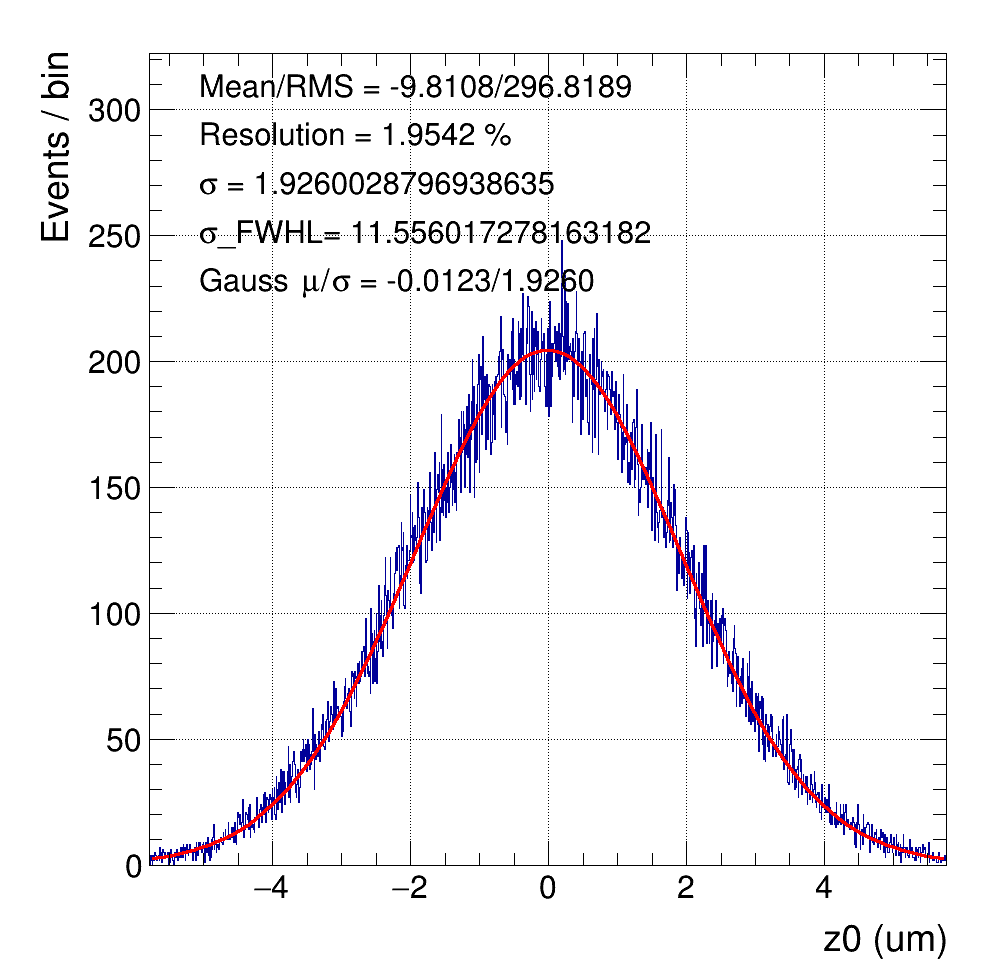 Events / bin
Mean/RMS = -9.8108/296.8189
Resolution = 1.9542 %
σ = 1.9260028796938635
σ_FWHL= 11.556017278163182
Gauss μ/σ = -0.0123/1.9260
300
250
200
150
100
50
0
−4 −2 0 2 4
z0 (um)